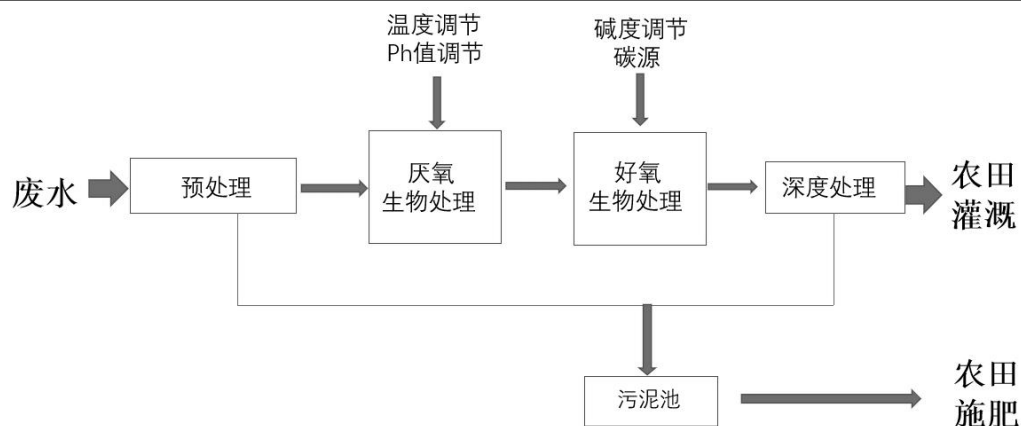 温度调节
Ph值调节
碱度调节
碳源
废水
预处理
厌氧
生物处理
好氧
生物处理
深度处理
农田
灌溉
污泥池
农田
施肥